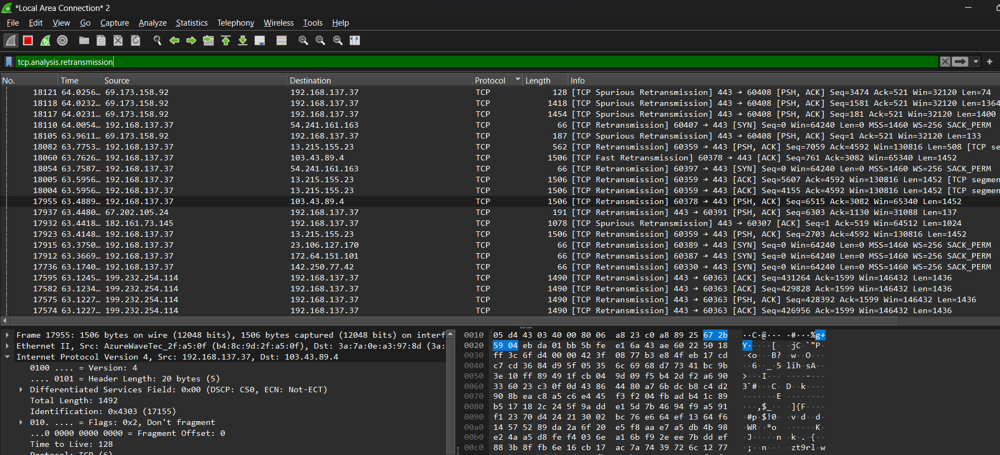 *Local Area Connection* 2
File Edit View Go Capture Analyze Statistics Telephony Wireless Tools Help
tcp.analysis.retransmission
No. Time Source Destination Protocol Length Info
18121 64.0256… 69.173.158.92 192.168.137.37 TCP 128 [TCP Spurious Retransmission] 443 → 60408 [PSH, ACK] Seq=3474 Ack=521 Win=32120 Len=74
18118 64.0232… 69.173.158.92 192.168.137.37 TCP 1418 [TCP Spurious Retransmission] 443 → 60408 [PSH, ACK] Seq=1581 Ack=521 Win=32120 Len=1364
18117 64.0231… 69.173.158.92 192.168.137.37 TCP 1454 [TCP Spurious Retransmission] 443 → 60408 [PSH, ACK] Seq=181 Ack=521 Win=32120 Len=1400
18110 64.0054… 192.168.137.37 54.241.161.163 TCP 66 [TCP Retransmission] 60407 → 443 [SYN] Seq=0 Win=64240 Len=0 MSS=1460 WS=256 SACK_PERM
18105 63.9611… 69.173.158.92 192.168.137.37 TCP 187 [TCP Spurious Retransmission] 443 → 60408 [PSH, ACK] Seq=1 Ack=521 Win=32120 Len=133
18082 63.7753… 192.168.137.37 13.215.155.23 TCP 562 [TCP Retransmission] 60359 → 443 [PSH, ACK] Seq=7059 Ack=4592 Win=130816 Len=508 [TCP se
18060 63.7626… 192.168.137.37 103.43.89.4 TCP 1506 [TCP Fast Retransmission] 60378 → 443 [ACK] Seq=761 Ack=3082 Win=65340 Len=1452
18054 63.7587… 192.168.137.37 54.241.161.163 TCP 66 [TCP Retransmission] 60397 → 443 [SYN] Seq=0 Win=64240 Len=0 MSS=1460 WS=256 SACK_PERM
18005 63.5956… 192.168.137.37 13.215.155.23 TCP 1506 [TCP Retransmission] 60359 → 443 [ACK] Seq=5607 Ack=4592 Win=130816 Len=1452 [TCP segmen
18004 63.5956… 192.168.137.37 13.215.155.23 TCP 1506 [TCP Retransmission] 60359 → 443 [ACK] Seq=4155 Ack=4592 Win=130816 Len=1452 [TCP segmen
17955 63.4889… 192.168.137.37 103.43.89.4 TCP 1506 [TCP Retransmission] 60378 → 443 [PSH, ACK] Seq=6515 Ack=3082 Win=65340 Len=1452
17937 63.4480… 67.202.105.24 192.168.137.37 TCP 191 [TCP Retransmission] 443 → 60391 [PSH, ACK] Seq=6303 Ack=1130 Win=31088 Len=137
17932 63.4418… 182.161.73.145 192.168.137.37 TCP 1078 [TCP Spurious Retransmission] 443 → 60307 [ACK] Seq=1 Ack=519 Win=64512 Len=1024
17923 63.4148… 192.168.137.37 13.215.155.23 TCP 1506 [TCP Retransmission] 60359 → 443 [PSH, ACK] Seq=2703 Ack=4592 Win=130816 Len=1452
17915 63.3750… 192.168.137.37 23.106.127.170 TCP 66 [TCP Retransmission] 60389 → 443 [SYN] Seq=0 Win=64240 Len=0 MSS=1460 WS=256 SACK_PERM
17912 63.3669… 192.168.137.37 172.64.151.101 TCP 66 [TCP Retransmission] 60387 → 443 [SYN] Seq=0 Win=64240 Len=0 MSS=1460 WS=256 SACK_PERM
17736 63.1740… 192.168.137.37 142.250.77.42 TCP 66 [TCP Retransmission] 60330 → 443 [SYN] Seq=0 Win=64240 Len=0 MSS=1460 WS=256 SACK_PERM
17595 63.1245… 199.232.254.114 192.168.137.37 TCP 1490 [TCP Retransmission] 443 → 60363 [ACK] Seq=431264 Ack=1599 Win=146432 Len=1436
17582 63.1234… 199.232.254.114 192.168.137.37 TCP 1490 [TCP Retransmission] 443 → 60363 [ACK] Seq=429828 Ack=1599 Win=146432 Len=1436
17575 63.1227… 199.232.254.114 192.168.137.37 TCP 1490 [TCP Retransmission] 443 → 60363 [PSH, ACK] Seq=428392 Ack=1599 Win=146432 Len=1436
17574 63.1227… 199.232.254.114 192.168.137.37 TCP 1490 [TCP Retransmission] 443 → 60363 [ACK] Seq=426956 Ack=1599 Win=146432 Len=1436
Frame 17955: 1506 bytes on wire (12048 bits), 1506 bytes captured (12048 bits) on interf
Ethernet II, Src: AzureWaveTec_2f:a5:0f (b4:8c:9d:2f:a5:0f), Dst: 3a:7a:0e:a3:97:8d (3a:
Internet Protocol Version 4, Src: 192.168.137.37, Dst: 103.43.89.4
0100 .... = Version: 4
.... 0101 = Header Length: 20 bytes (5)
Differentiated Services Field: 0x00 (DSCP: CS0, ECN: Not-ECT)
Total Length: 1492
Identification: 0x4303 (17155)
010. .... = Flags: 0x2, Don't fragment
...0 0000 0000 0000 = Fragment Offset: 0
Time to Live: 128
Protocol: TCP (6)
0010 05 d4 43 03 40 00 80 06 a8 23 c0 a8 89 25 67 2b ··C·@··· ·#···%g+
0020 59 04 eb da 01 bb 5b fe e1 6a 43 ae 60 22 50 18 Y·····[· ·jC·`"P·
0030 ff 3c 6f d4 00 00 42 3f 08 77 b3 e8 4f eb 17 cd ·<o···B? ·w··O···
0040 c7 cd 36 84 d9 5f 05 35 6c 69 68 d7 73 41 bc 9b ··6··_·5 lih·sA··
0050 3e 10 ff 89 49 1f cb 04 9d 09 f5 b4 2d f2 a6 90 >···I··· ····-···
0060 33 60 23 c3 0f 0d 43 86 44 80 a7 6b dc b8 c4 d2 3`#···C· D··k····
0070 90 8b ea c8 a5 c6 e4 45 f3 f2 04 fb ad b4 1c 89 ·······E ········
0080 b5 17 18 2c 24 5f 9a dd e1 5d 7b 46 94 f9 a5 91 ···,$_·· ·]{F····
0090 f1 23 70 d4 24 21 30 02 bc 76 e6 64 ef 13 64 f6 ·#p·$!0· ·v·d··d·
00a0 14 57 52 89 da 2a 6f 20 e5 f8 aa e7 a5 db 4b 98 ·WR··*o ······K·
00b0 e2 4a a5 d8 fe f4 03 6e a1 6b f9 2e ee 7b dd ef ·J·····n ·k·.·{··
00c0 88 3b 8f fb 6e 16 cb 17 ac 7a 74 39 72 6c 12 77 ·;··n··· ·zt9rl·w